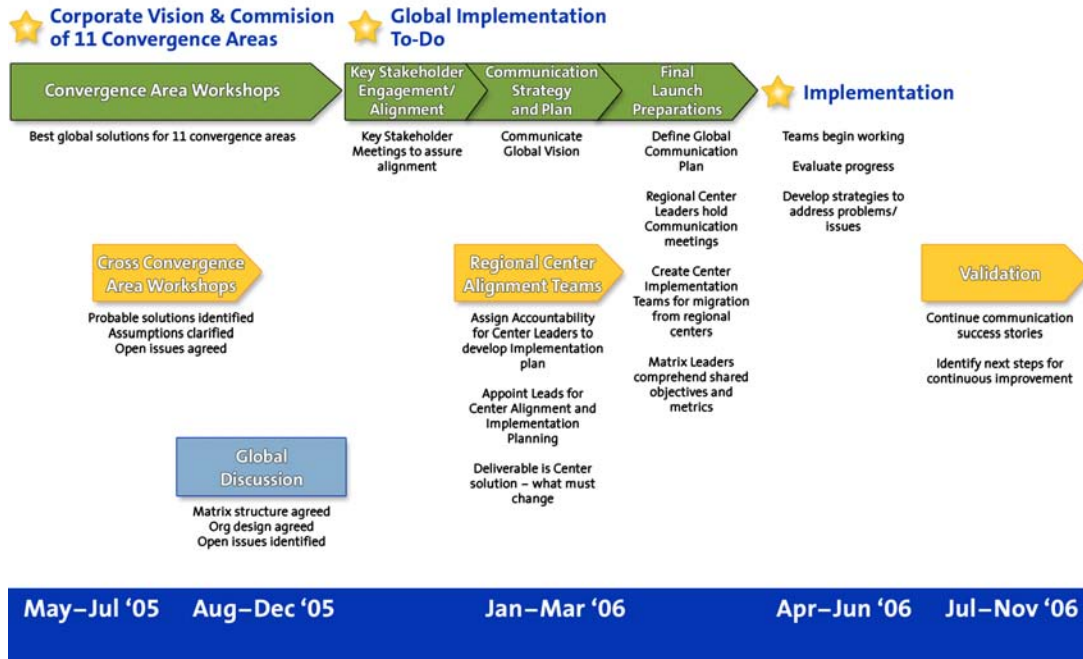 Corporate Vision & Commision
of 11 Convergence Areas
Global Implementation
To-Do
Convergence Area Workshops
Key Stakeholder
Engagement/
Alignment
Communication
Strategy
and Plan
Final
Launch
Preparations
Implementation
Best global solutions for 11 convergence areas
Key Stakeholder
Meetings to assure
alignment
Communicate
Global Vision
Define Global
Communication
Plan
Regional Center
Leaders hold
Communication
meetings
Create Center
Implementation
Teams for migration
from regional
centers
Matrix Leaders
comprehend shared
objectives and
metrics
Teams begin working
Evaluate progress
Develop strategies to
address problems/
issues
Cross Convergence
Area Workshops
Probable solutions identified
Assumptions clarified
Open issues agreed
Regional Center
Alignment Teams
Assign Accountability
for Center Leaders to
develop Implementation
plan
Appoint Leads for
Center Alignment and
Implementation
Planning
Deliverable is Center
solution – what must
change
Validation
Continue communication
success stories
Identify next steps for
continuous improvement
Global
Discussion
Matrix structure agreed
Org design agreed
Open issues identified
May–Jul ‘05
Aug–Dec ‘05
Jan–Mar ‘06
Apr–Jun ‘06
Jul–Nov ‘06